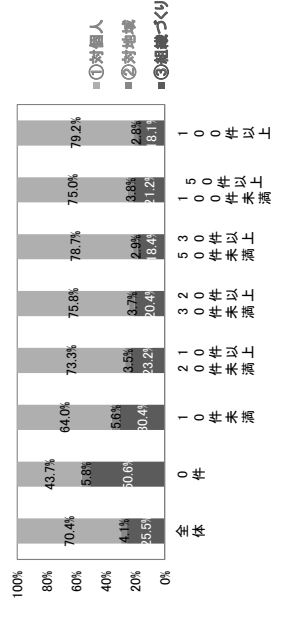 ①対個人
②対地域
③組織づくり
100%
80%
60%
40%
20%
0%
70.4%
4.1%
25.5%
43.7%
5.8%
50.6%
64.0%
5.6%
30.4%
73.3%
3.5%
23.2%
75.8%
3.7%
20.4%
78.7%
2.9%
18.4%
75.0%
3.8%
21.2%
79.2%
2.8%
18.1%
全体
０件
１０件未満
１０件以上
２０件未満
２０件以上
３０件未満
３０件以上
５０件未満
５０件以上
１００件未満
１００件以上